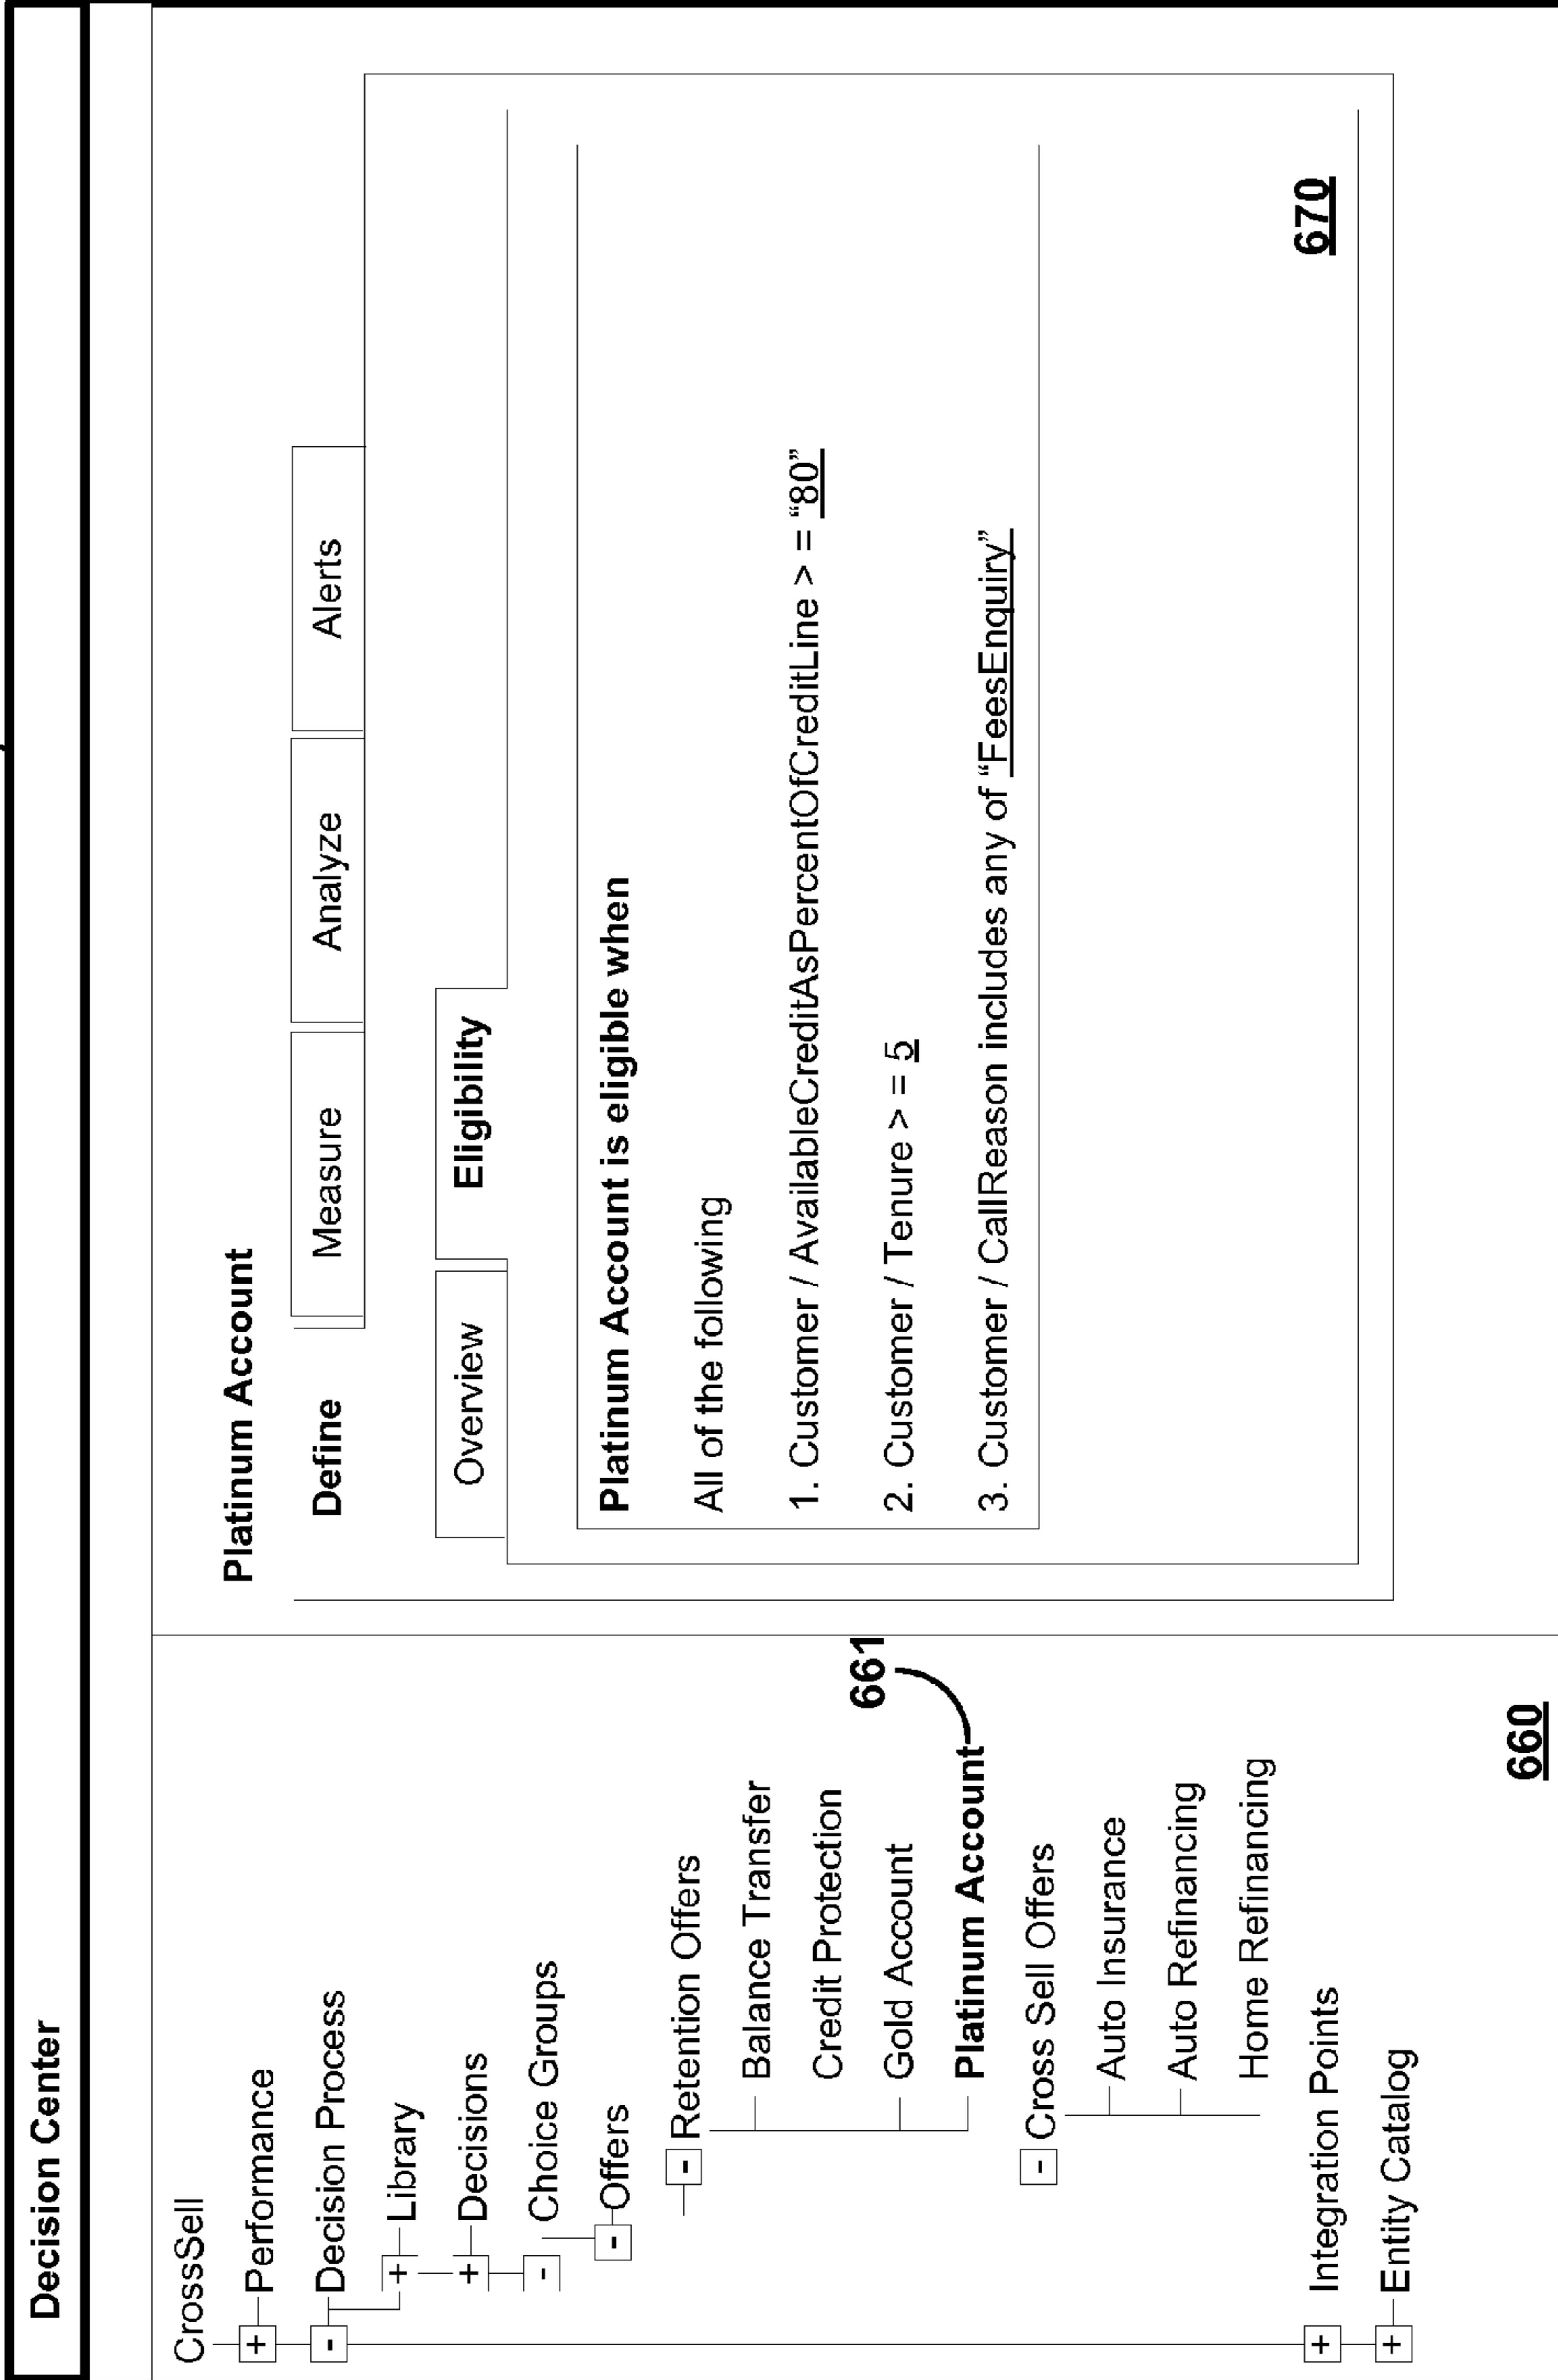 Decision Center
CrossSell
+ Performance
- Decision Process
+ Library
+ Decisions
- Choice Groups
- Offers
- Retention Offers
Balance Transfer
Credit Protection
Gold Account
Platinum Account
661
- Cross Sell Offers
Auto Insurance
Auto Refinancing
Home Refinancing
+ Integration Points
+ Entity Catalog
660
Platinum Account
Define Measure Analyze Alerts
Overview Eligibility
Platinum Account is eligible when
All of the following
1. Customer / AvailableCreditAsPercentOfCreditLine > = “80”
2. Customer / Tenure > = 5
3. Customer / CallReason includes any of “FeesEnquiry”
670